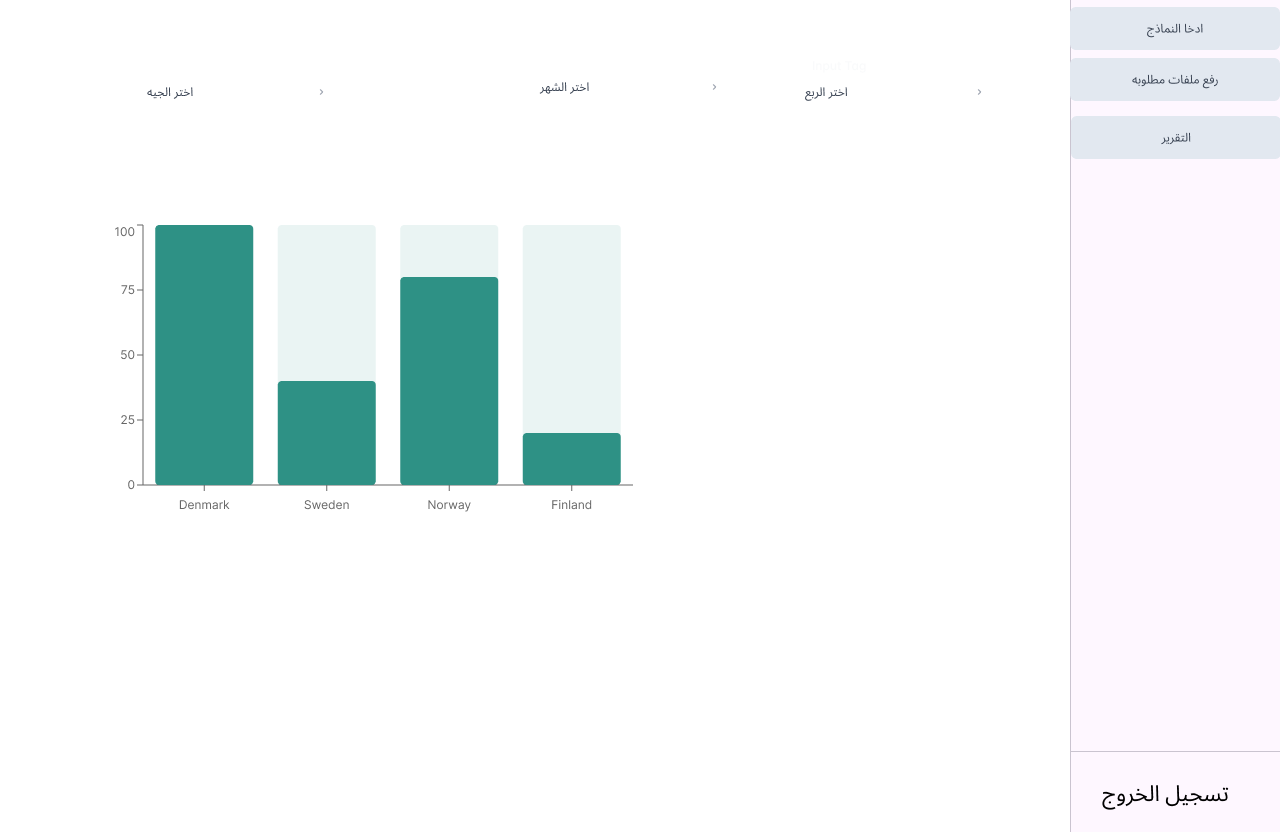 ادخا النماذج
رفع ملفات مطلوبه
التقرير
تسجيل الخروج
اختر الربع
اختر الشهر
اختر الجيه
100
75
50
25
0
Denmark
Sweden
Norway
Finland